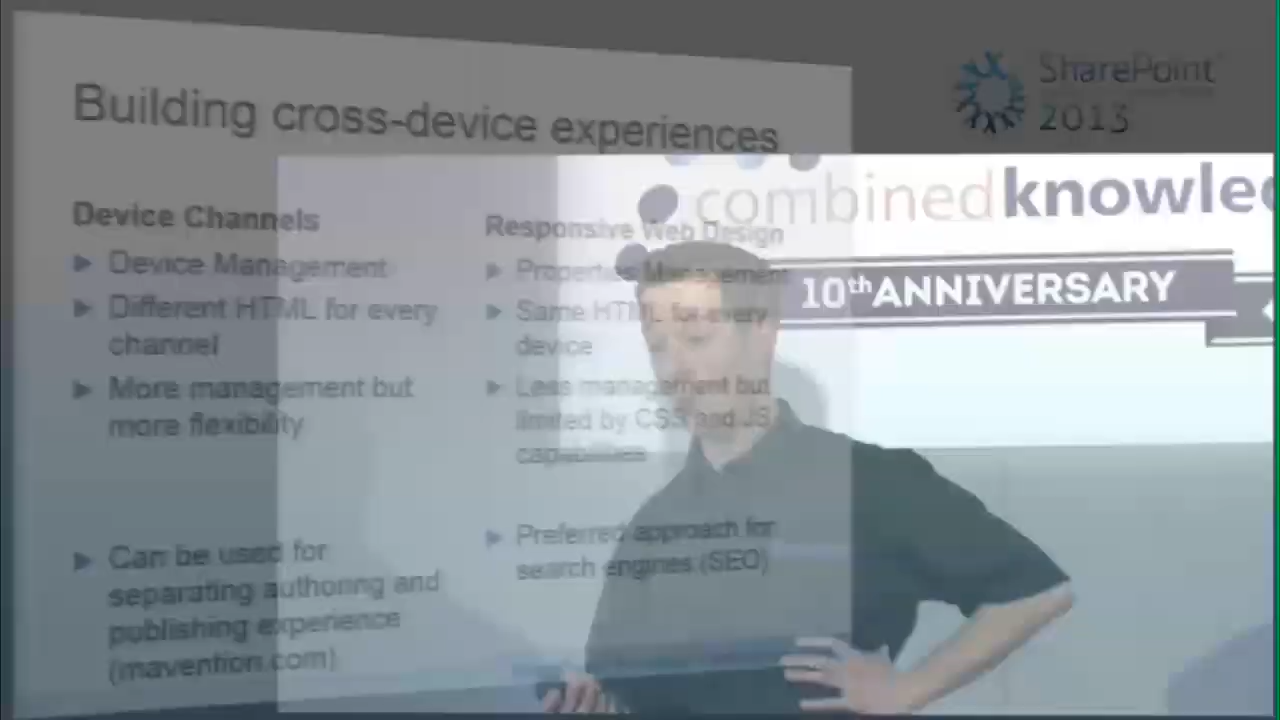 Building cross-device experiences
SharePoint
2013
combined knowle
10th ANNIVERSARY
Device Channels
Device Management
Different HTML for every
channel
More management but
more flexibility
Can be used for
separating authoring and
publishing experience
(mavention.com)
Responsive Web Design
Properties Management
Same HTML for every
device
Less management but
limited by CSS and JS
capabilities
Preferred approach for
search engines (SEO)